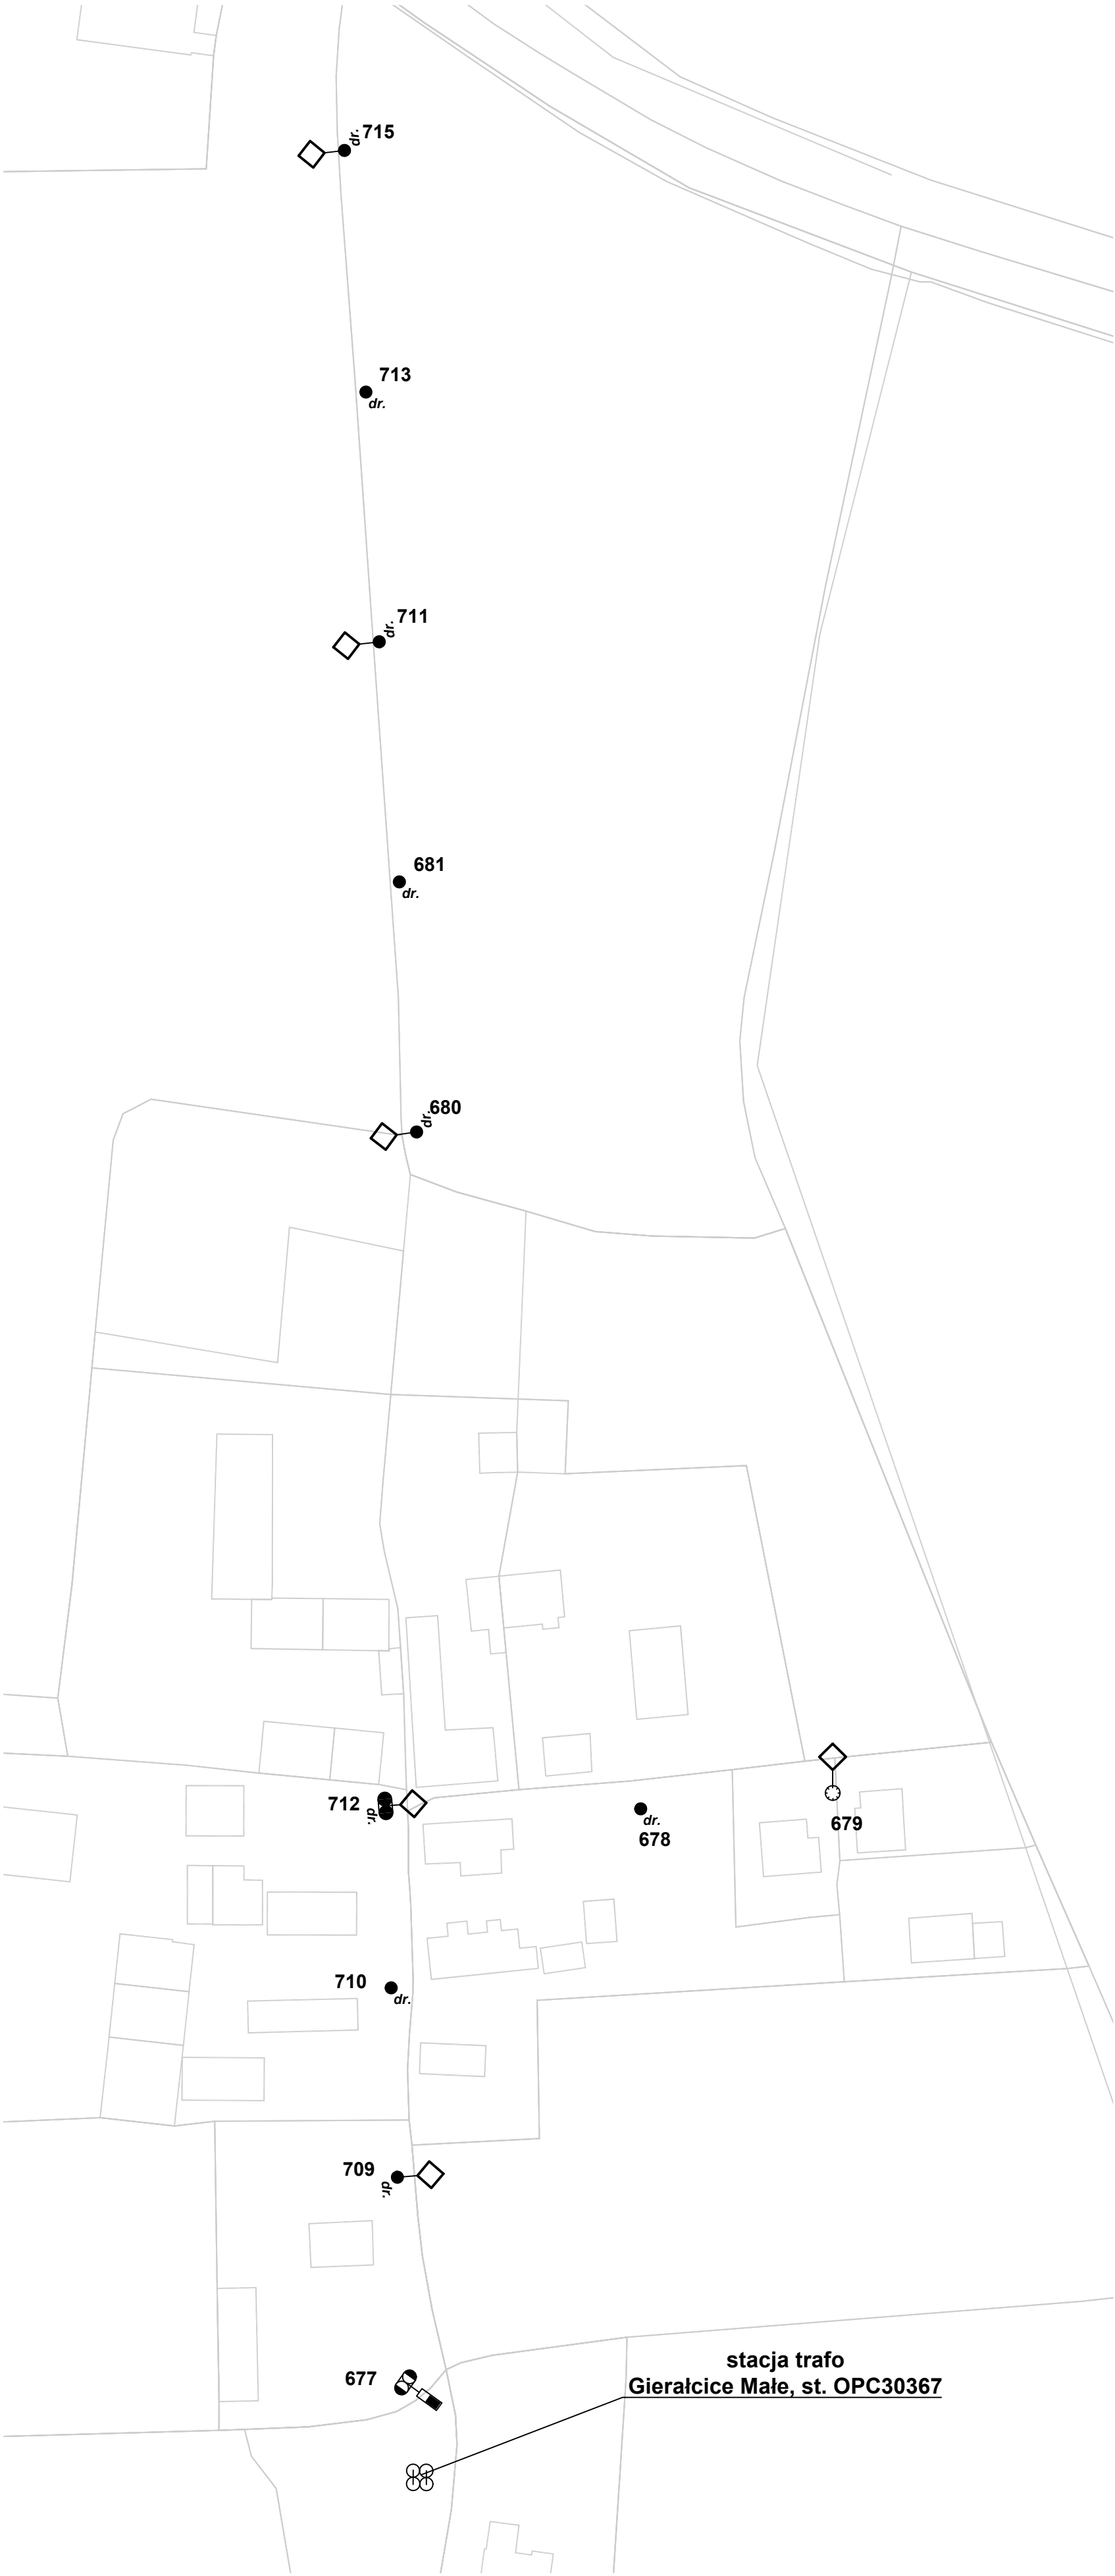 dr. 715
713
dr.
dr. 711
681
dr.
dr. 680
712
dr.
dr.
678
679
710
dr.
709
dr.
677
stacja trafo
Gierałcice Małe, st. OPC30367